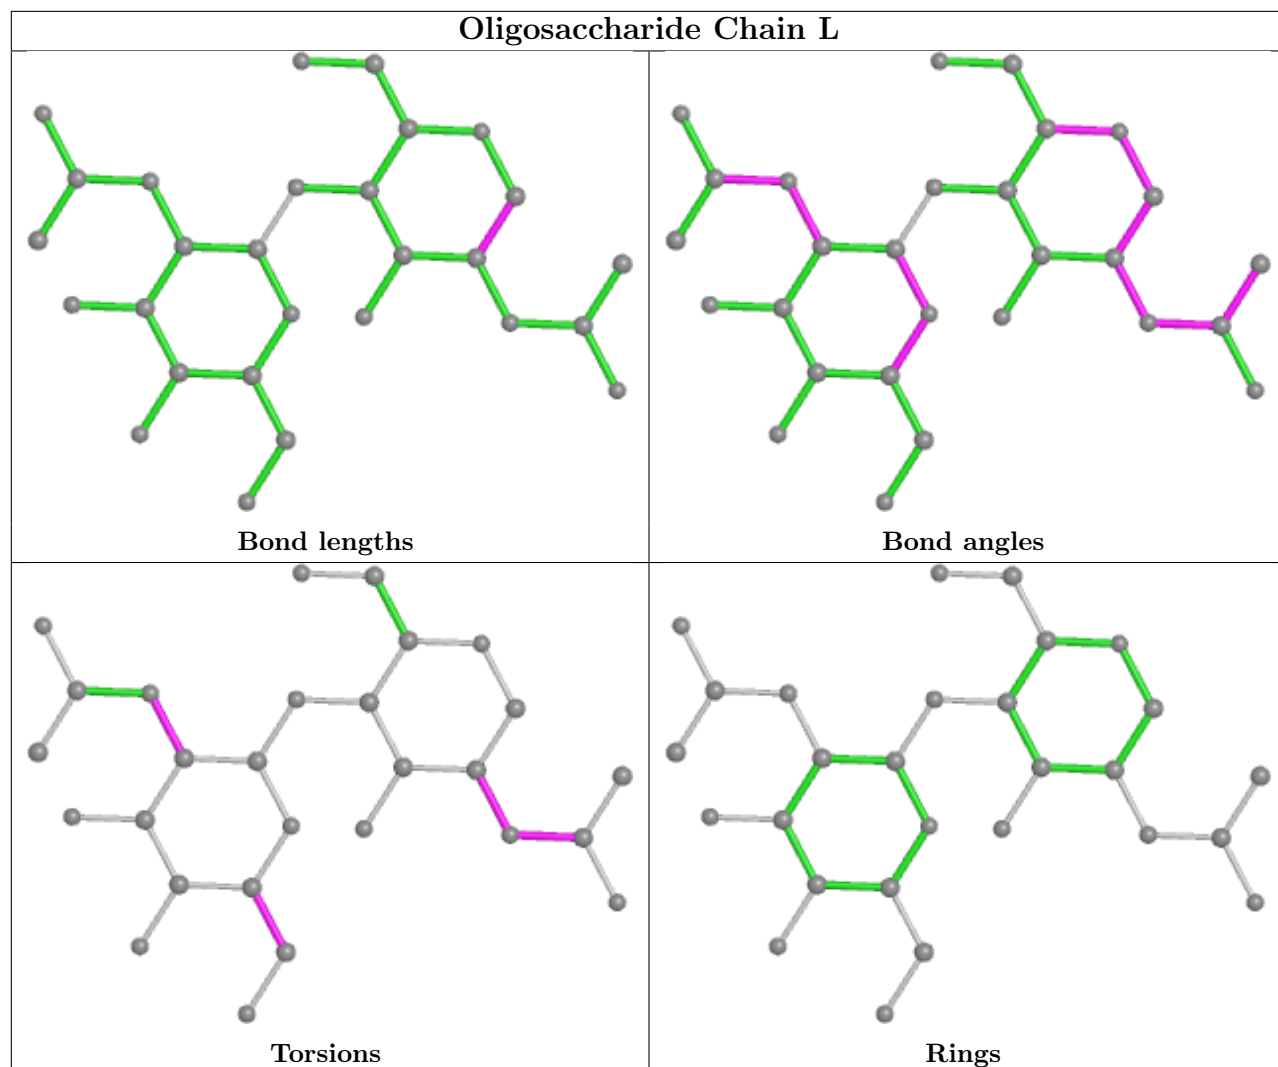 Oligosaccharide Chain L
Bond lengths
Bond angles
Torsions
Rings